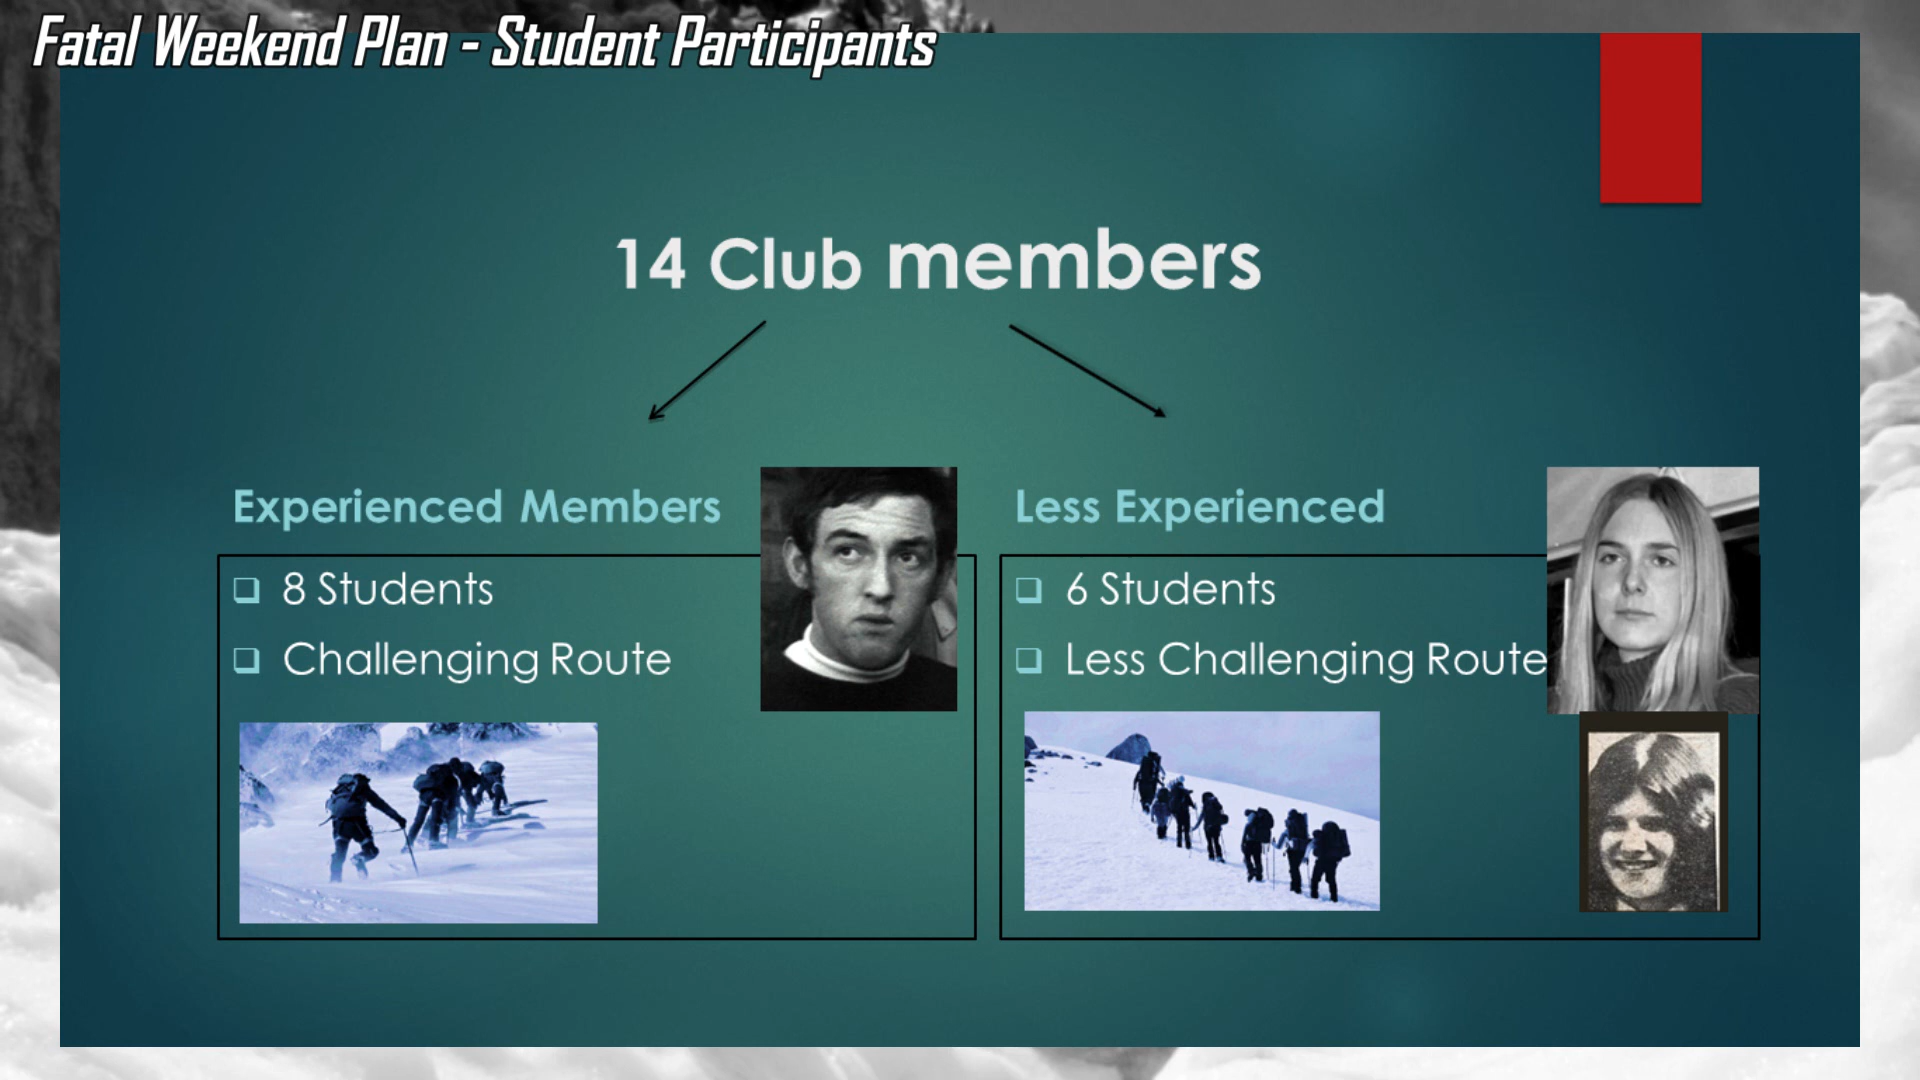 Fatal Weekend Plan - Student Participants
14 Club members
Experienced Members
8 Students
Challenging Route
Less Experienced
6 Students
Less Challenging Route